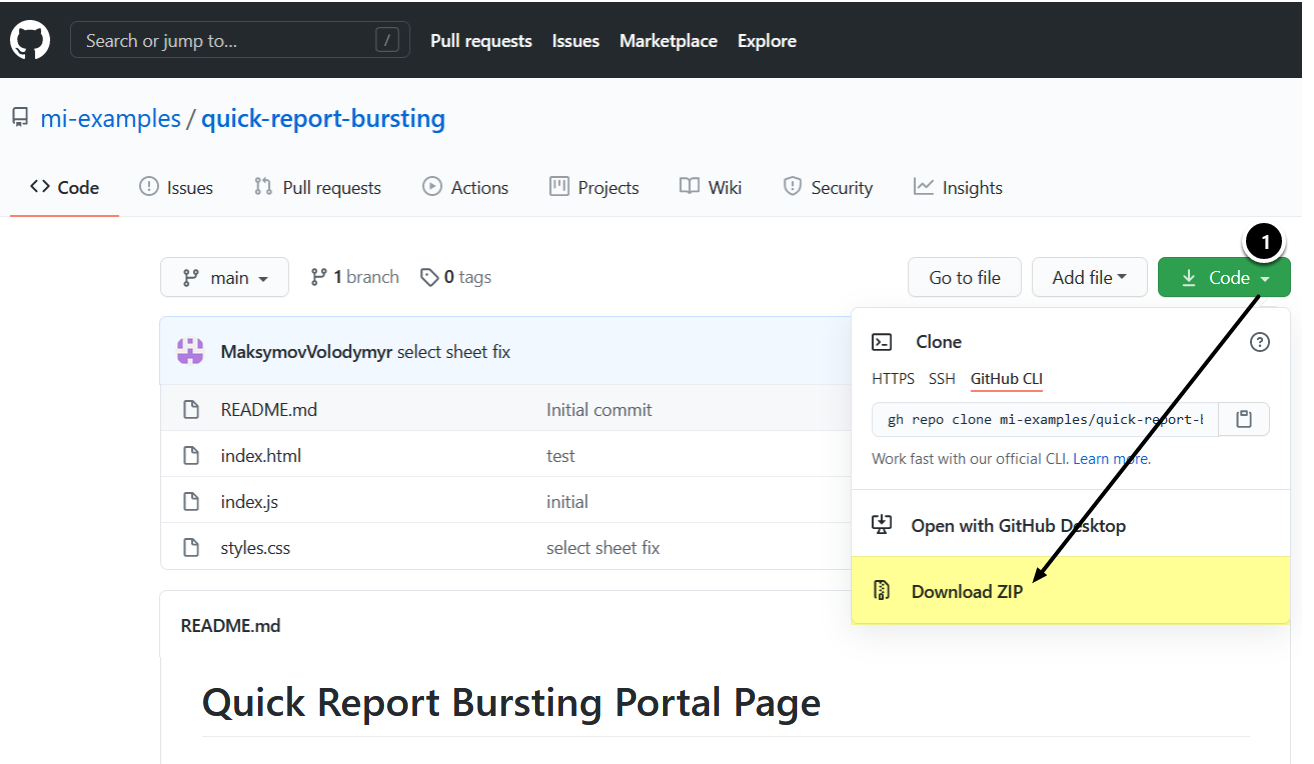 Search or jump to... /
Pull requests Issues Marketplace Explore
mi-examples / quick-report-bursting
Code Issues Pull requests Actions Projects Wiki Security Insights
1
main 1 branch 0 tags
Go to file Add file Code
MaksymovVolodymyr select sheet fix
README.md Initial commit
index.html test
index.js initial
styles.css select sheet fix
Clone
HTTPS SSH GitHub CLI
gh repo clone mi-examples/quick-report-
Work fast with our official CLI. Learn more.
Open with GitHub Desktop
Download ZIP
README.md
Quick Report Bursting Portal Page